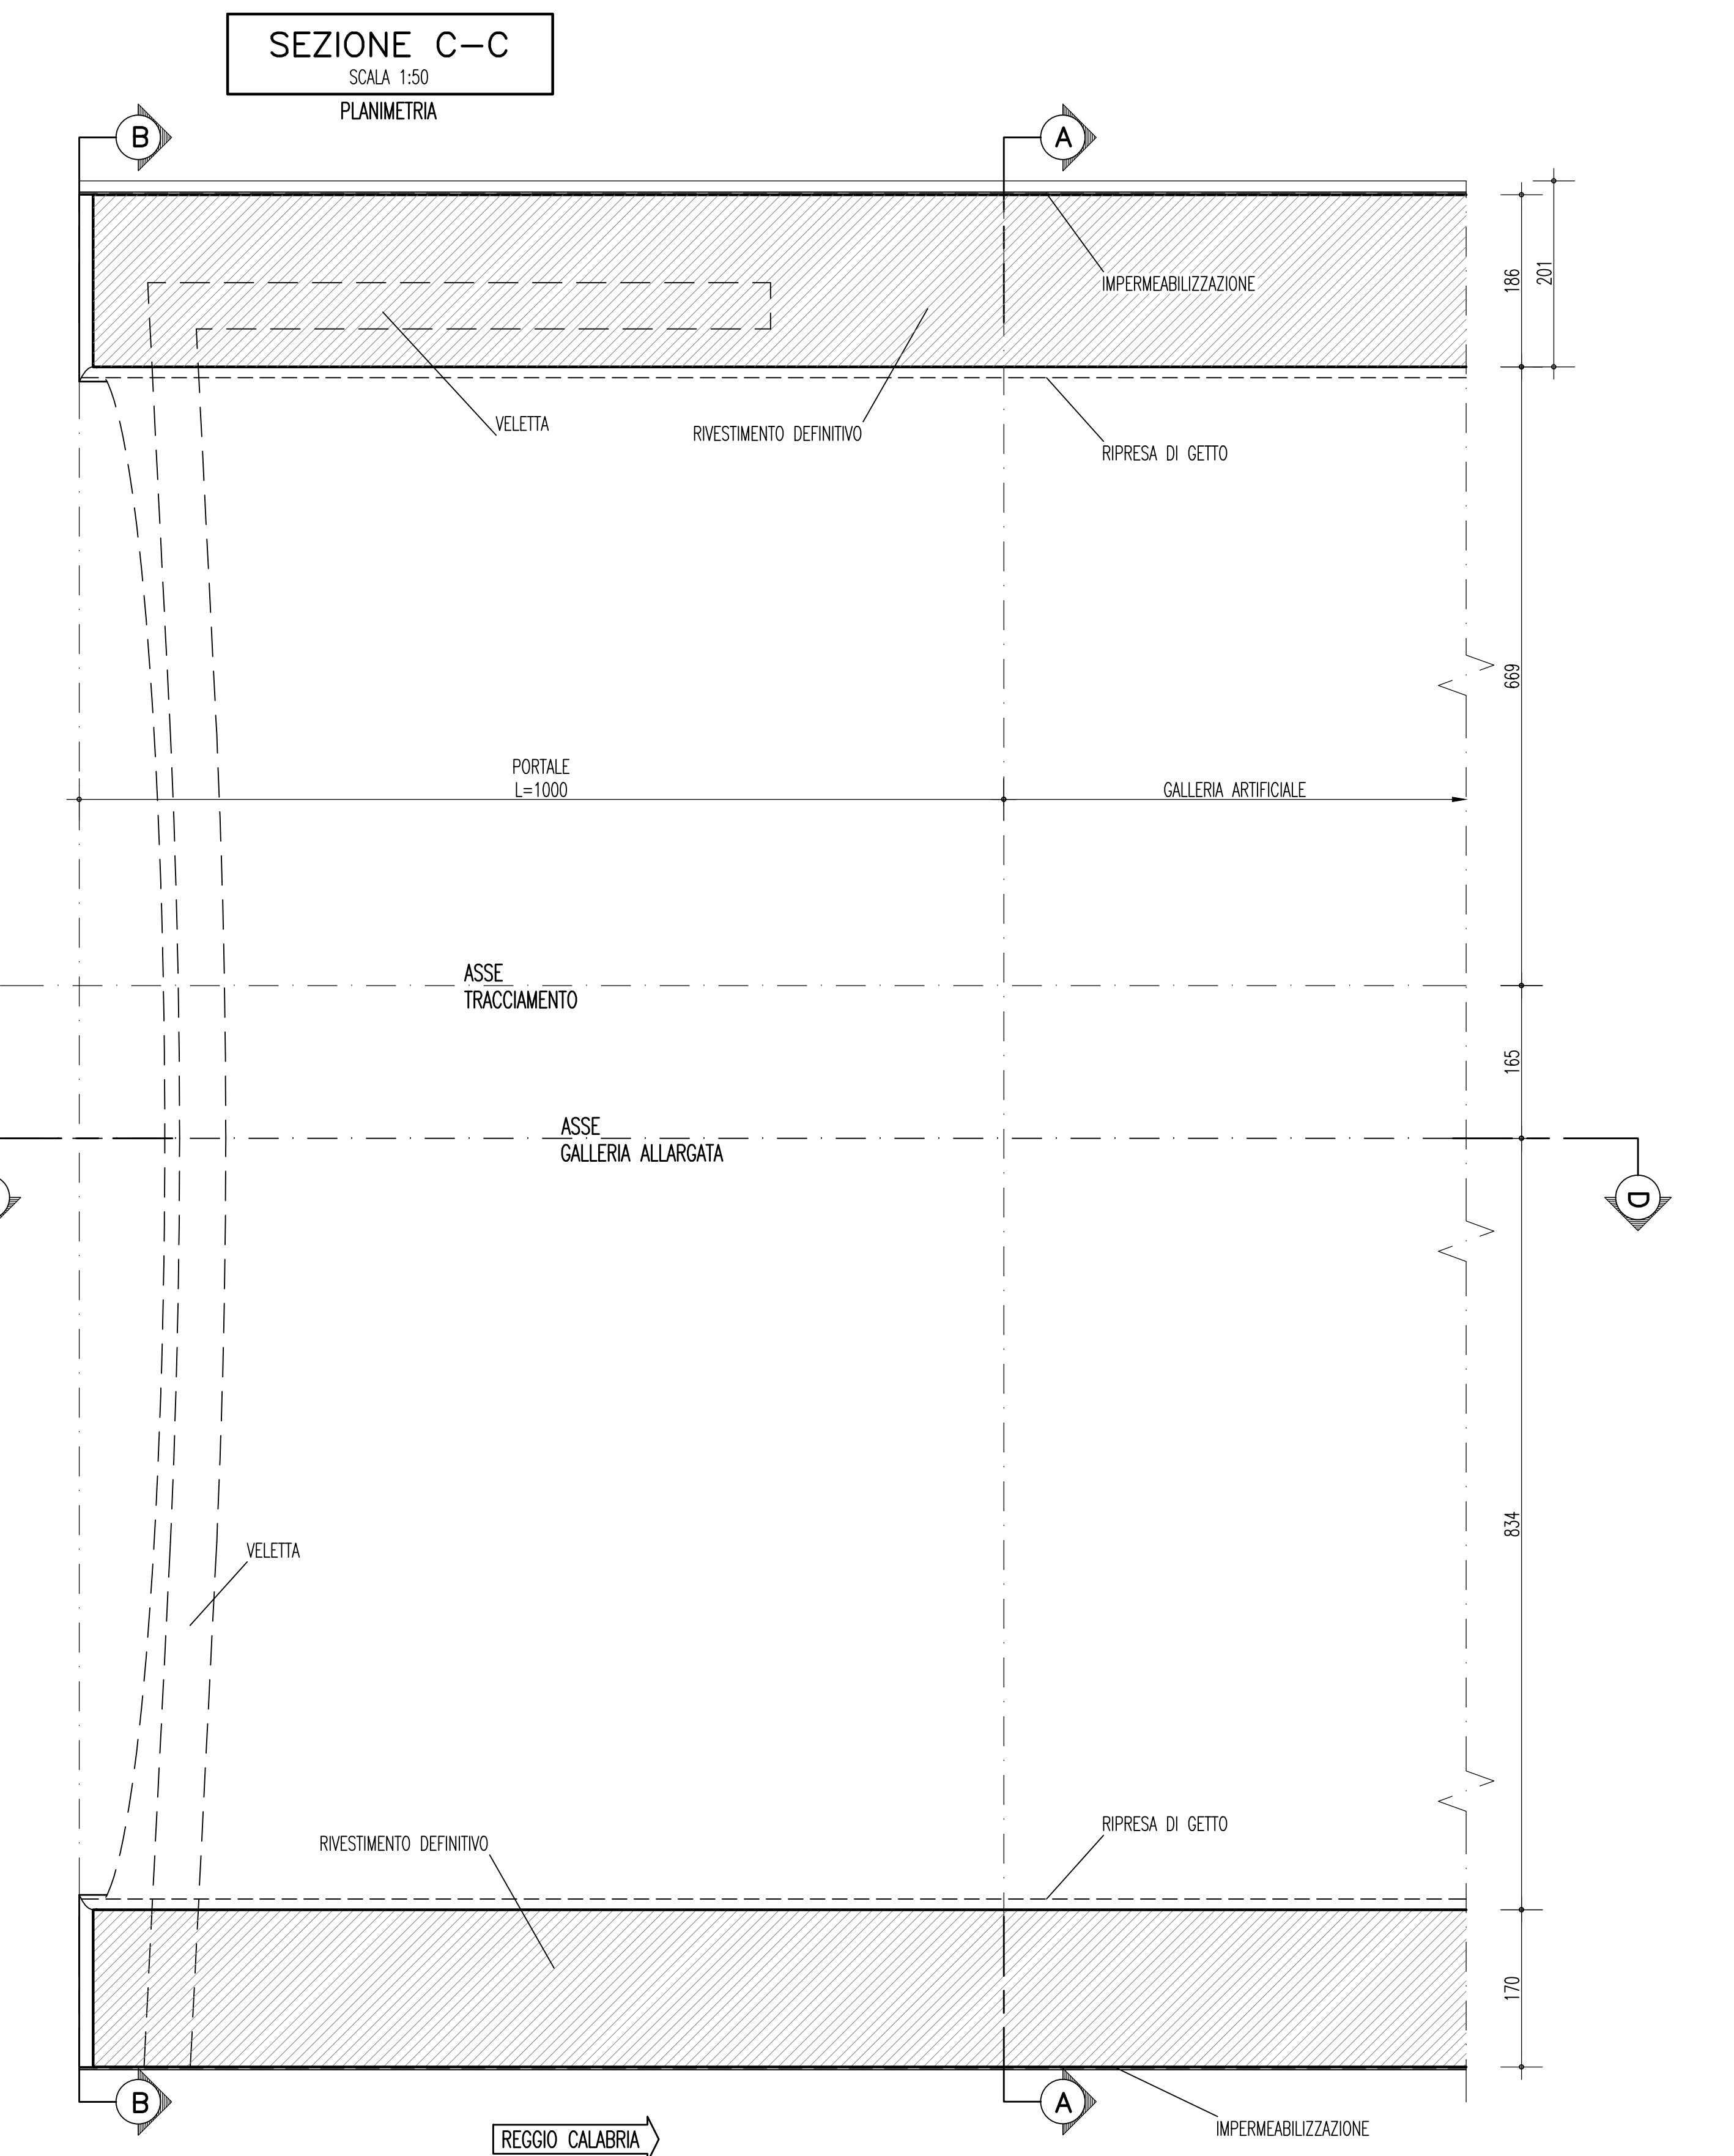 SEZIONE C-C
SCALA 1:50
PLANIMETRIA
B
A
186
201
IMPERMEABILIZZAZIONE
VELETTA
RIVESTIMENTO DEFINITIVO
RIPRESA DI GETTO
669
PORTALE
L=1000
GALLERIA ARTIFICIALE
ASSE
TRACCIAMENTO
165
ASSE
GALLERIA ALLARGATA
D
834
VELETTA
RIPRESA DI GETTO
RIVESTIMENTO DEFINITIVO
170
B
A
IMPERMEABILIZZAZIONE
REGGIO CALABRIA